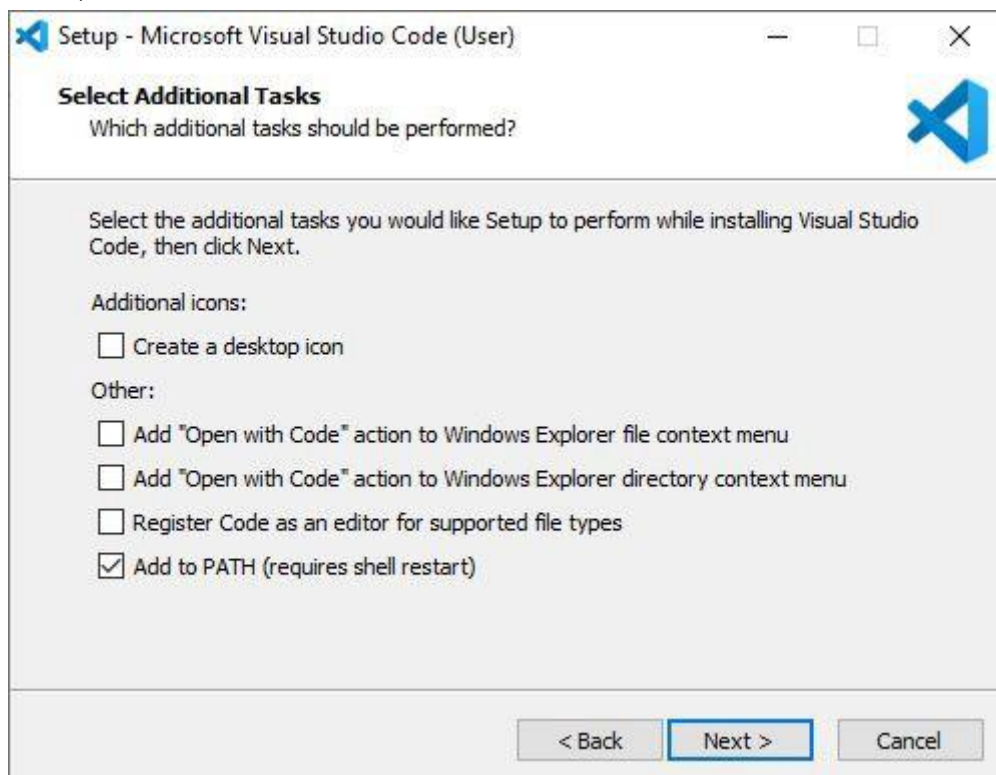 Setup - Microsoft Visual Studio Code (User)
Select Additional Tasks
Which additional tasks should be performed?
Select the additional tasks you would like Setup to perform while installing Visual Studio
Code, then click Next.
Additional icons:
Create a desktop icon
Other:
Add "Open with Code" action to Windows Explorer file context menu
Add "Open with Code" action to Windows Explorer directory context menu
Register Code as an editor for supported file types
Add to PATH (requires shell restart)
< Back Next > Cancel